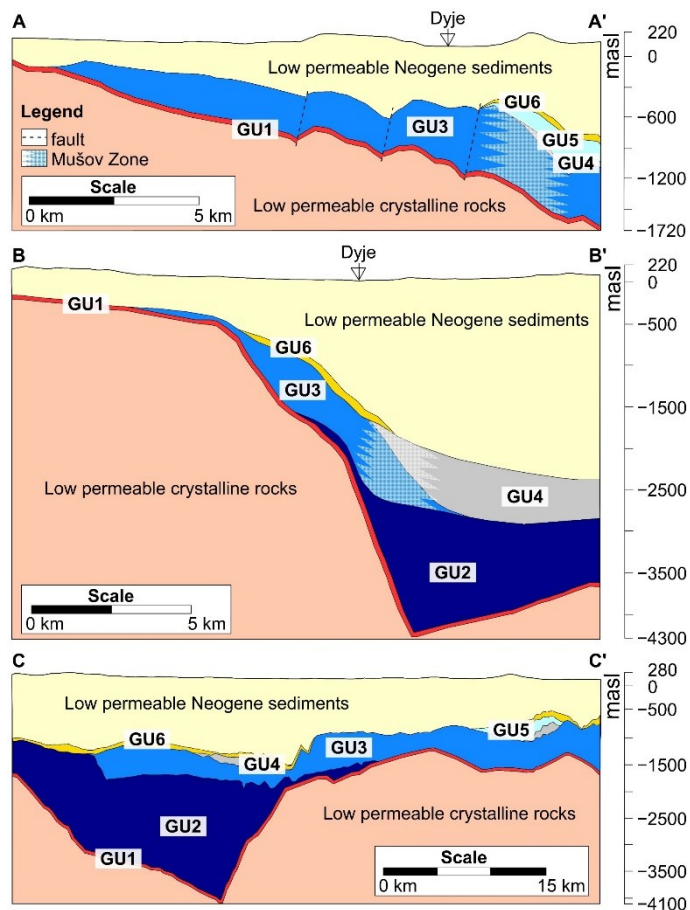 A
Dyje
A'
220
0
masl
Low permeable Neogene sediments
GU6
Legend
fault
Mušov Zone
GU1
GU3
GU5
GU4
−600
−1200
−1720
Scale
0 km
5 km
Low permeable crystalline rocks
B
Dyje
B'
220
0
masl
GU1
Low permeable Neogene sediments
−500
GU6
GU3
−1500
Low permeable crystalline rocks
GU4
−2500
GU2
−3500
Scale
0 km
5 km
−4300
C
C'
280
0
masl
Low permeable Neogene sediments
−500
GU6
GU4
GU3
GU5
−1500
GU2
Low permeable crystalline rocks
−2500
GU1
Scale
0 km
15 km
−3500
−4100